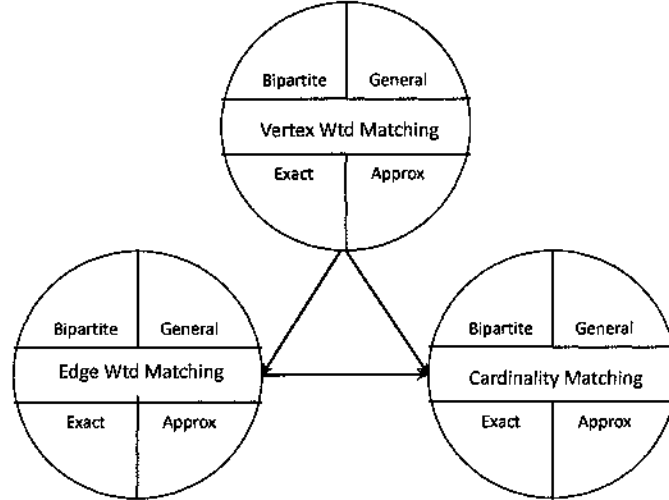 Bipartite General
Vertex Wtd Matching
Exact Approx
Bipartite General
Edge Wtd Matching
Exact Approx
Bipartite General
Cardinality Matching
Exact Approx